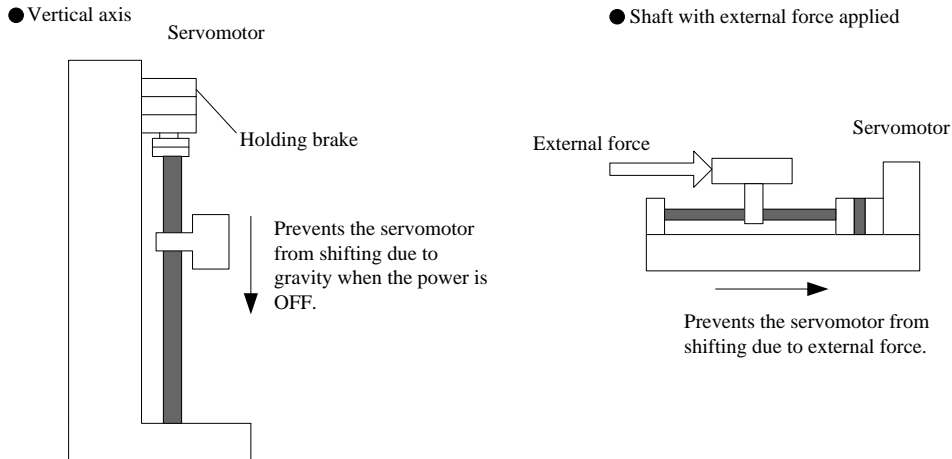 ● Vertical axis
Servomotor
Holding brake
Prevents the servomotor
from shifting due to
gravity when the power is
OFF.
● Shaft with external force applied
Servomotor
External force
Prevents the servomotor from
shifting due to external force.